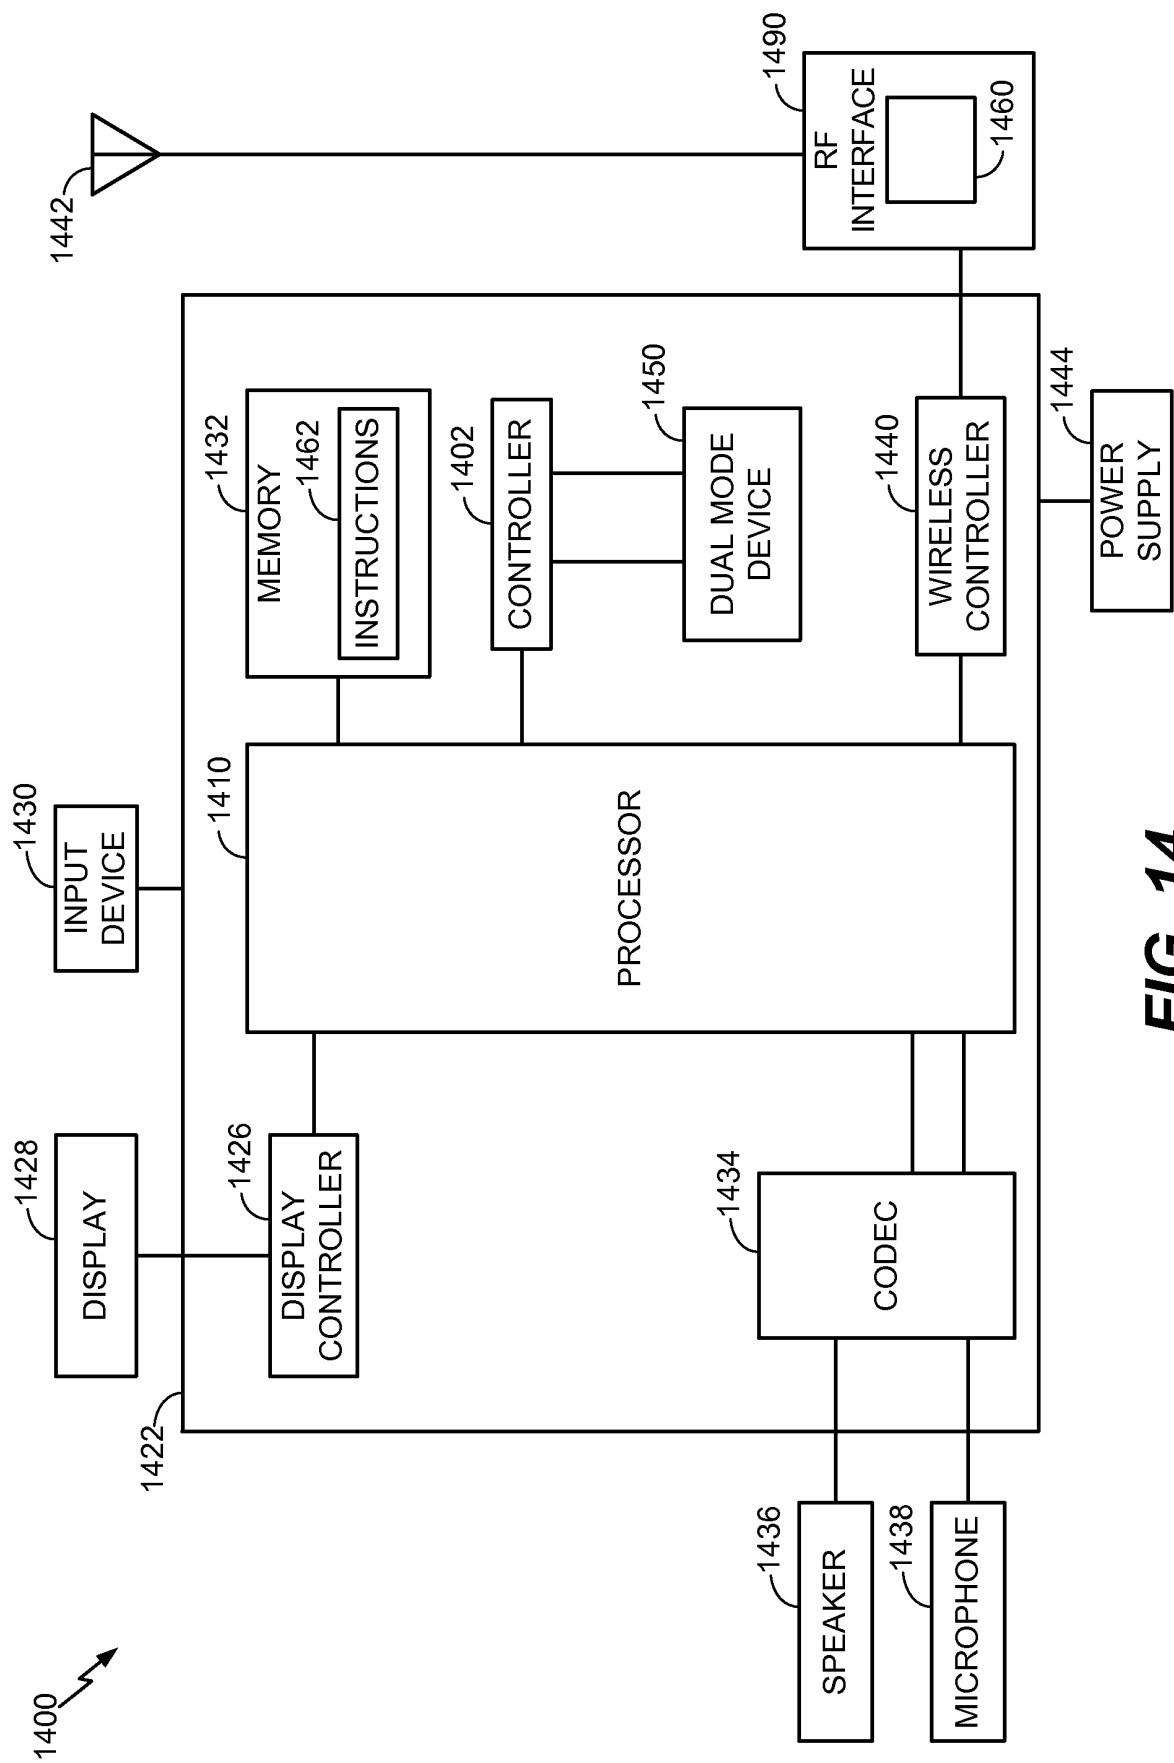 1400
1442
1490
RF
INTERFACE
1460
1430
INPUT
DEVICE
1428
DISPLAY
1422
1426
DISPLAY
CONTROLLER
1410
PROCESSOR
1432
MEMORY
1462
INSTRUCTIONS
1402
CONTROLLER
1450
DUAL MODE
DEVICE
1440
WIRELESS
CONTROLLER
1444
POWER
SUPPLY
1434
CODEC
1436
SPEAKER
1438
MICROPHONE
FIG. 14